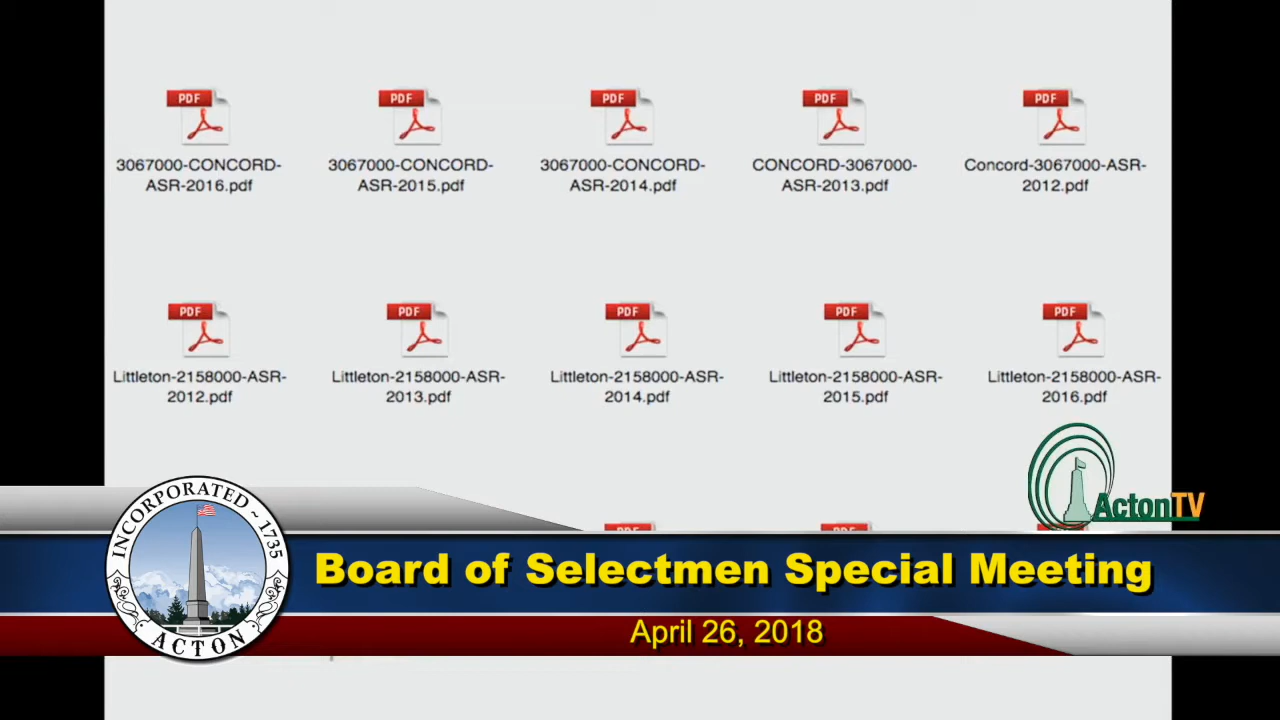 PDF PDF PDF PDF PDF
3067000-CONCORD-ASR-2016.pdf
3067000-CONCORD-ASR-2015.pdf
3067000-CONCORD-ASR-2014.pdf
CONCORD-3067000-ASR-2013.pdf
Concord-3067000-ASR-2012.pdf
PDF PDF PDF PDF PDF
Littleton-2158000-ASR-2012.pdf
Littleton-2158000-ASR-2013.pdf
Littleton-2158000-ASR-2014.pdf
Littleton-2158000-ASR-2015.pdf
Littleton-2158000-ASR-2016.pdf
ActonTV
INCORPORATED ~ 1735
ACTON
Board of Selectmen Special Meeting
April 26, 2018